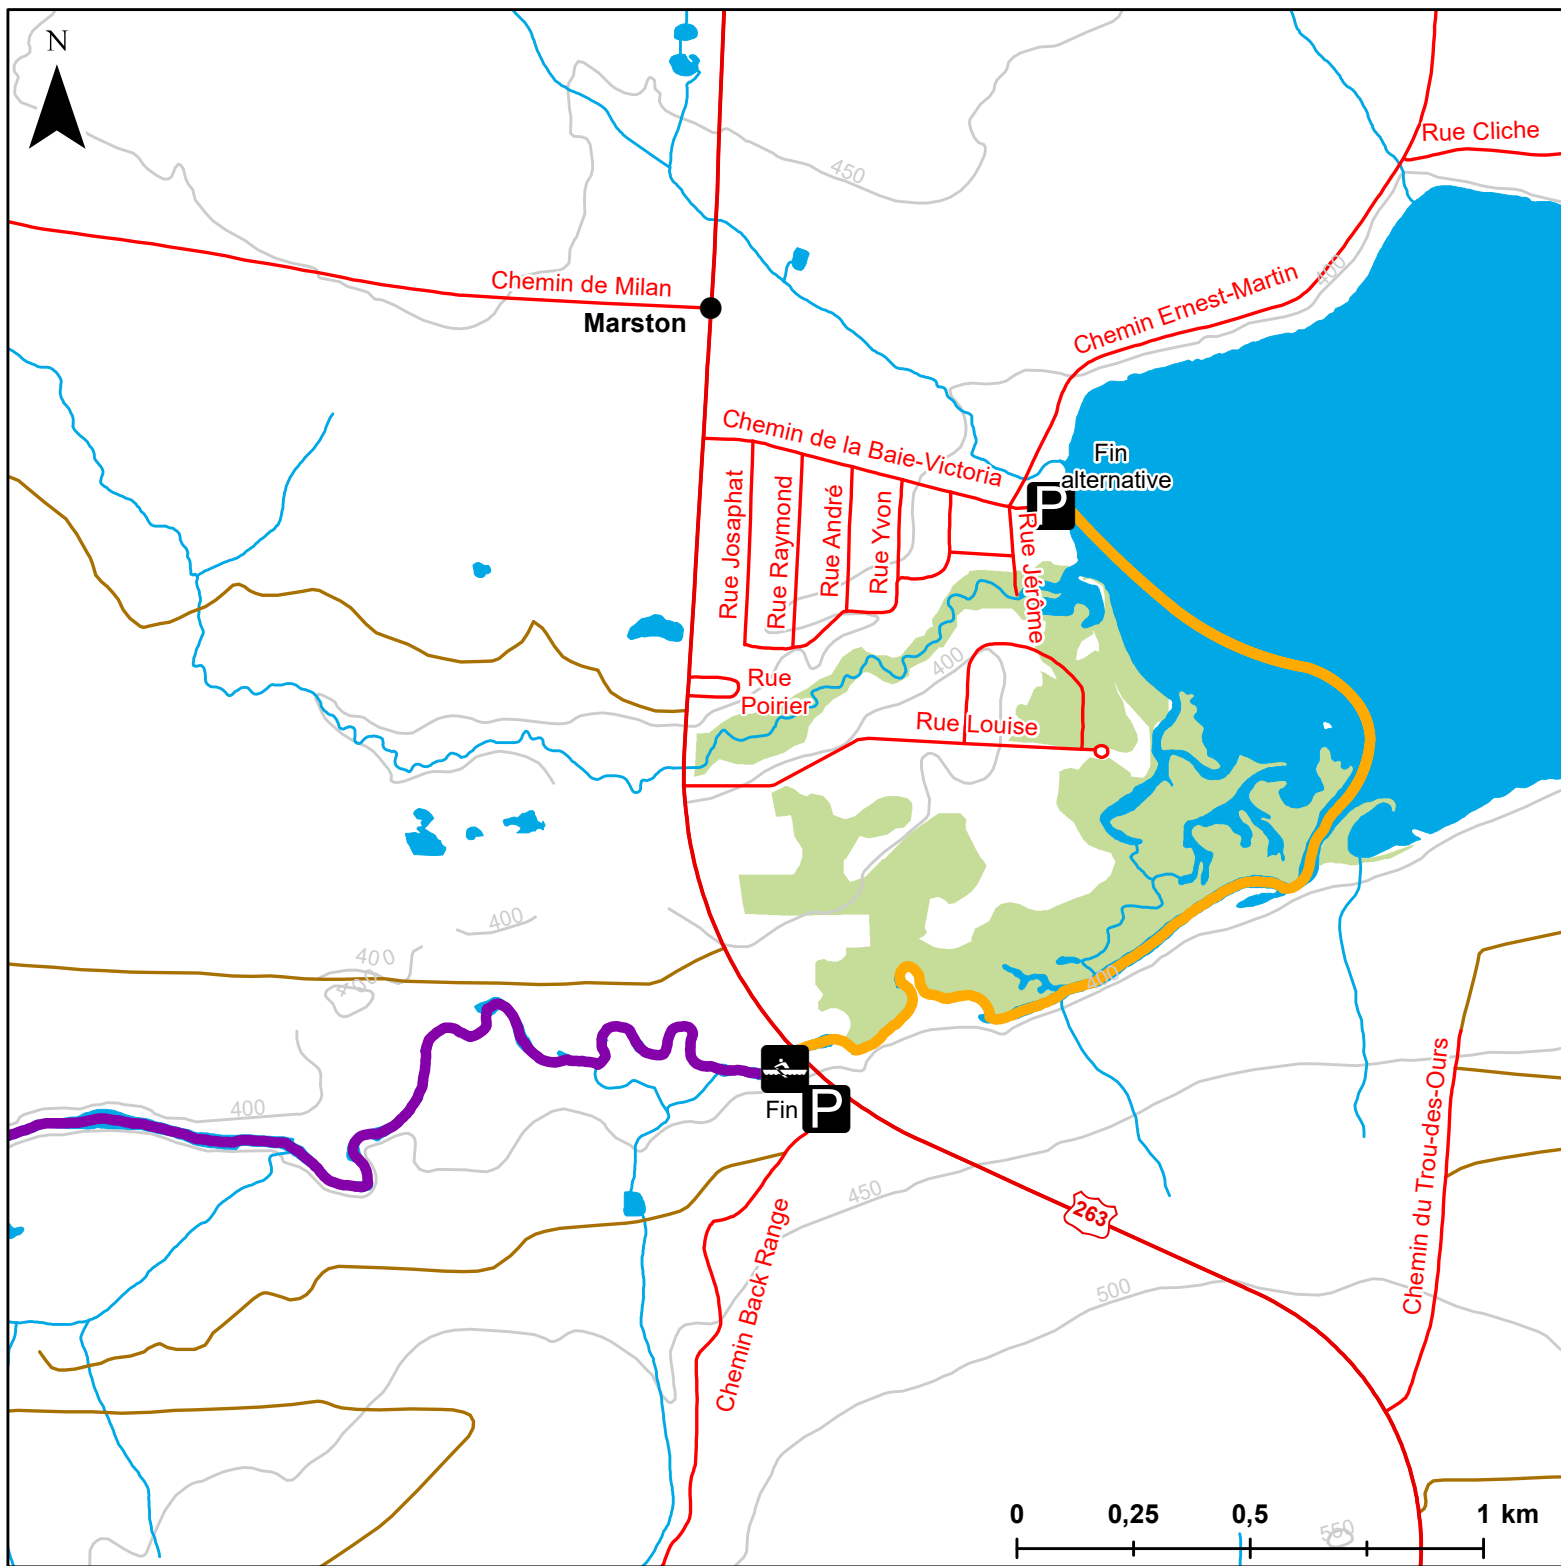 N
Rue Cliche
450
400
Chemin Ernest-Martin
Chemin de Milan
Marston
Chemin de la Baie-Victoria
Fin
alternative
P
Rue Josaphat
Rue Raymond
Rue André
Rue Yvon
Rue Jérôme
400
Rue
Poirier
Rue Louise
400
400
400
400
400
Fin
P
450
263
Chemin du Trou-des-Ours
Chemin Back Range
500
0 0,25 0,5 1 km
550